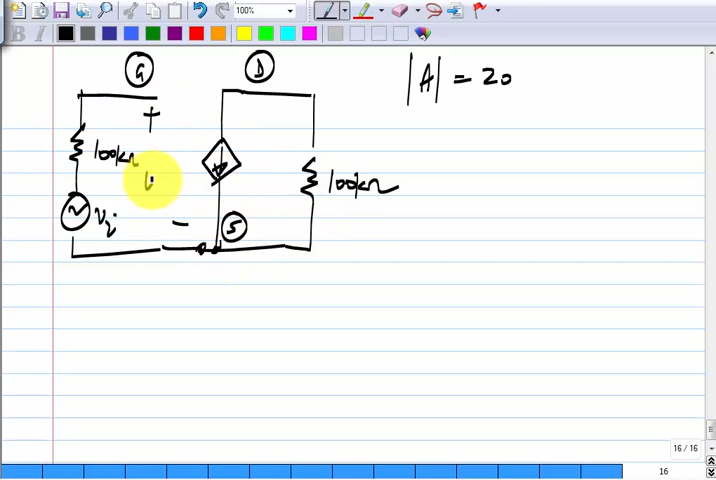 100%
B I
G D
|A| = 20
+
100kΩ
100kΩ
vi
-
S
16 / 16
16